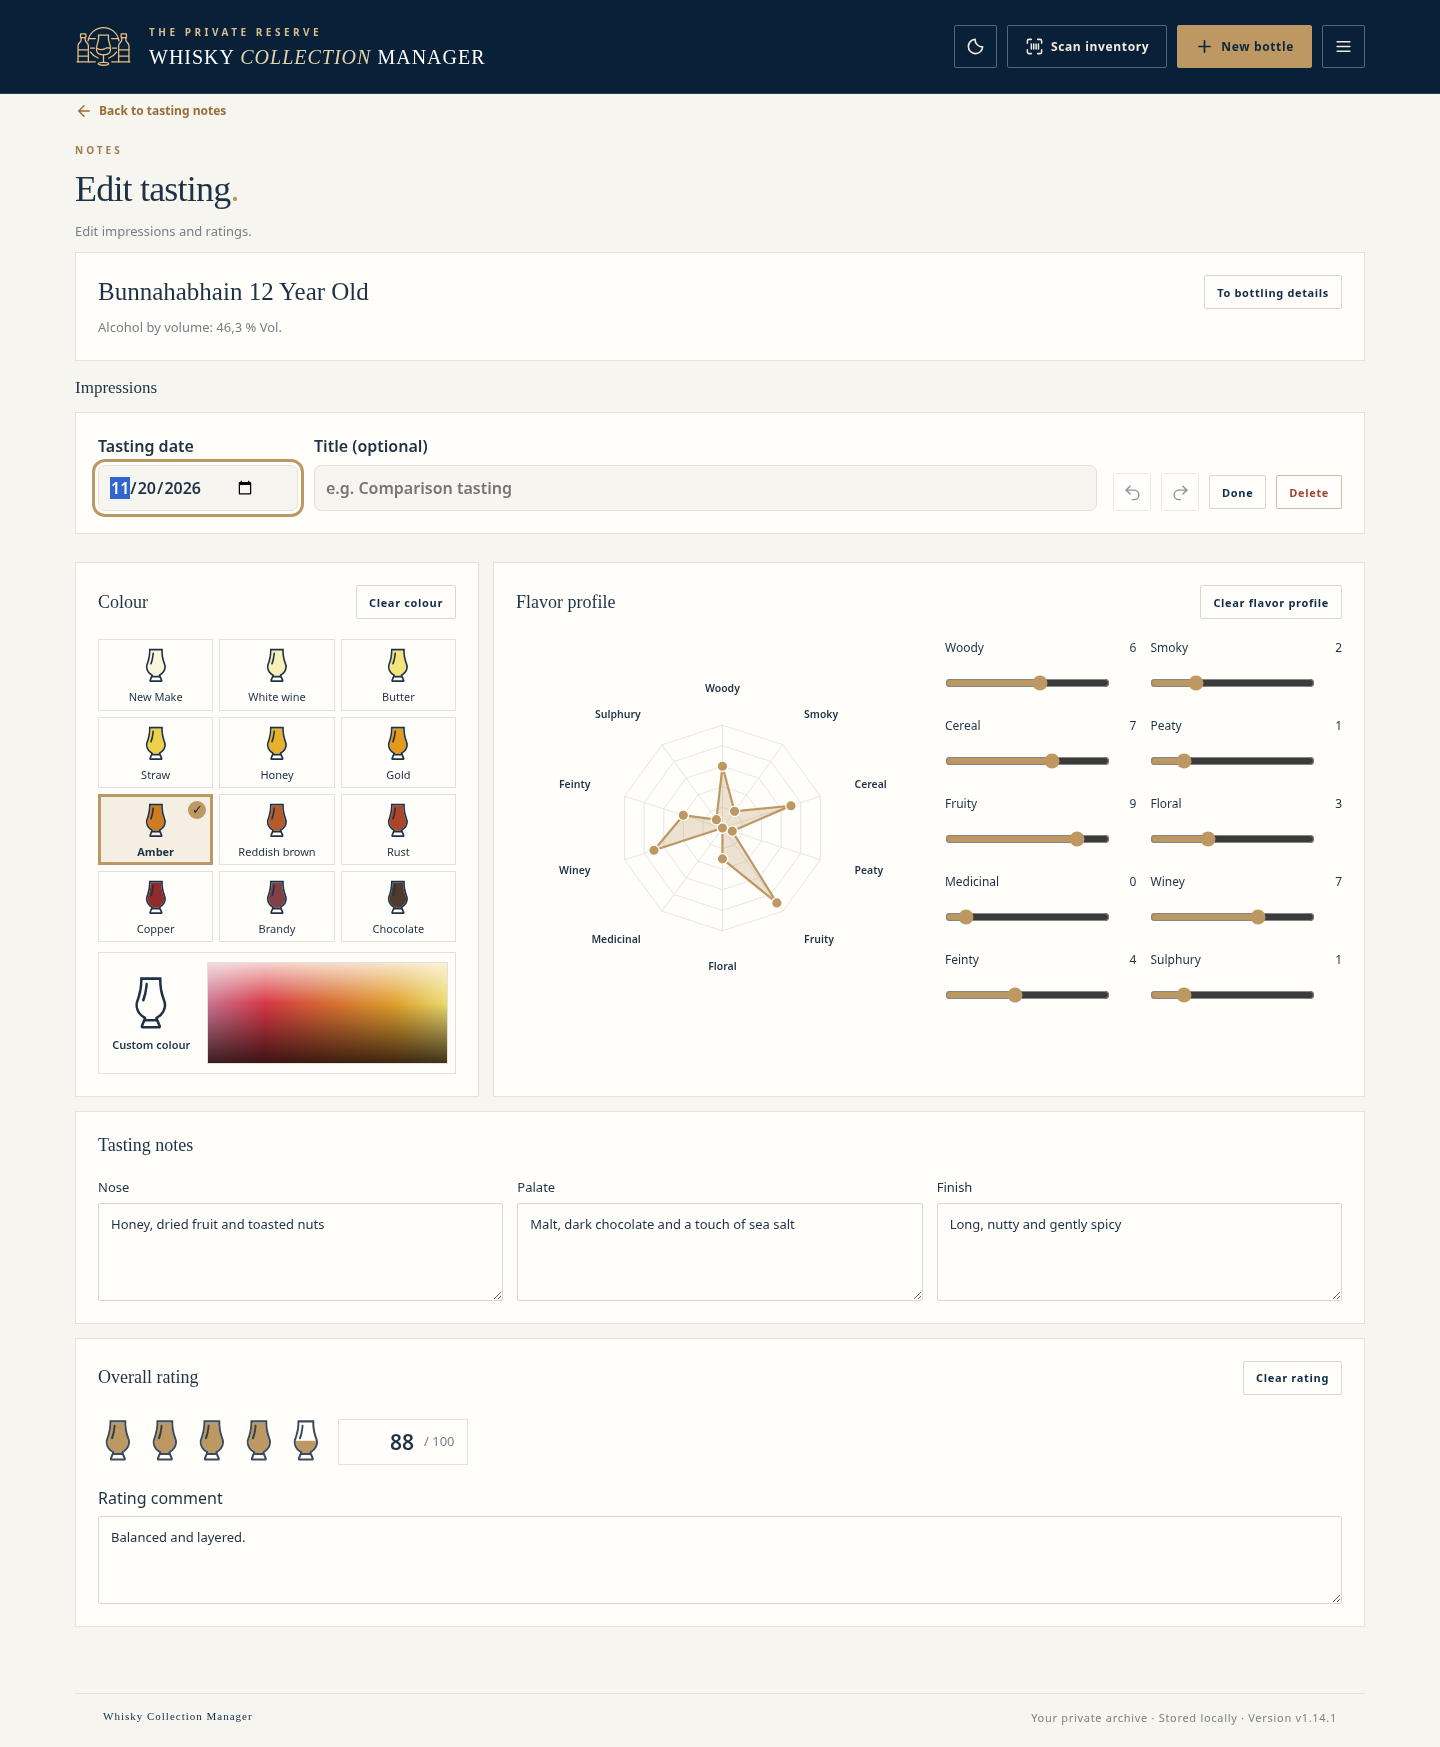 THE PRIVATE RESERVE
WHISKY COLLECTION MANAGER
Scan inventory
New bottle
Back to tasting notes
NOTES
Edit tasting.
Edit impressions and ratings.
Bunnahabhain 12 Year Old
To bottling details
Alcohol by volume: 46,3 % Vol.
Impressions
Tasting date
Title (optional)
11/20/2026
e.g. Comparison tasting
Done
Delete
Colour
Clear colour
New Make
White wine
Butter
Straw
Honey
Gold
Amber
Reddish brown
Rust
Copper
Brandy
Chocolate
Custom colour
Flavor profile
Clear flavor profile
Woody
Smoky
Cereal
Peaty
Fruity
Floral
Medicinal
Winey
Feinty
Sulphury
Woody 6
Smoky 2
Cereal 7
Peaty 1
Fruity 9
Floral 3
Medicinal 0
Winey 7
Feinty 4
Sulphury 1
Tasting notes
Nose
Palate
Finish
Honey, dried fruit and toasted nuts
Malt, dark chocolate and a touch of sea salt
Long, nutty and gently spicy
Overall rating
Clear rating
88 / 100
Rating comment
Balanced and layered.
Whisky Collection Manager
Your private archive · Stored locally · Version v1.14.1